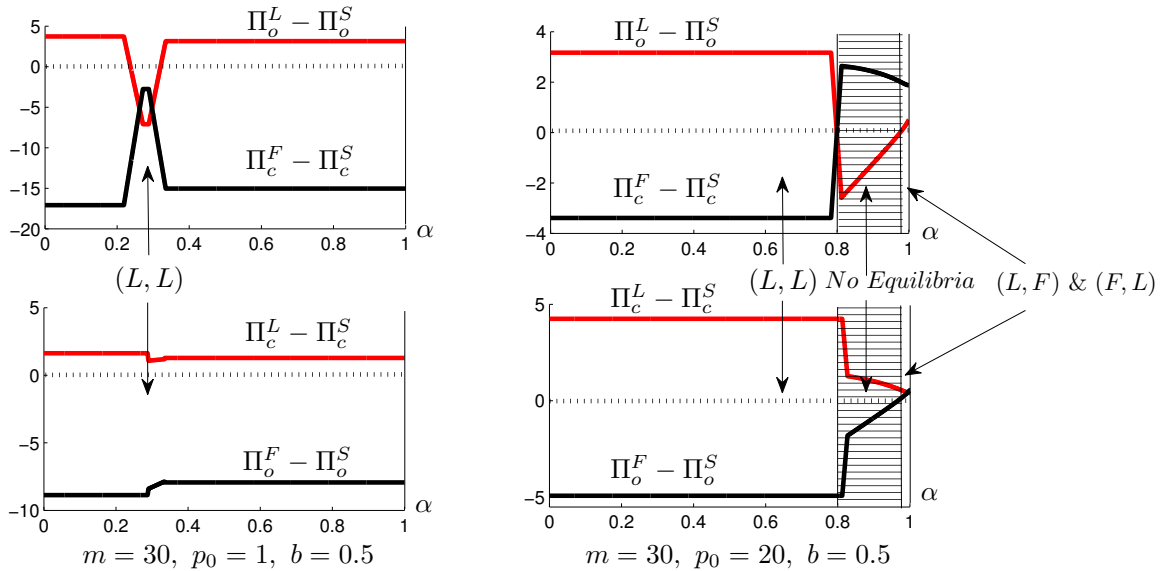 5
0
-5
-10
-15
-20
0 0.2 0.4 0.6 0.8 1
α
Π_o^L − Π_o^S
Π_c^F − Π_c^S
4
2
0
-2
-4
0 0.2 0.4 0.6 0.8 1
α
Π_o^L − Π_o^S
Π_c^F − Π_c^S
(L, L)
(L, L) No Equilibria (L, F) & (F, L)
5
0
-5
-10
0 0.2 0.4 0.6 0.8 1
α
Π_c^L − Π_c^S
Π_o^F − Π_o^S
5
0
-5
0 0.2 0.4 0.6 0.8 1
α
Π_c^L − Π_c^S
Π_o^F − Π_o^S
m = 30, p_0 = 1, b = 0.5
m = 30, p_0 = 20, b = 0.5